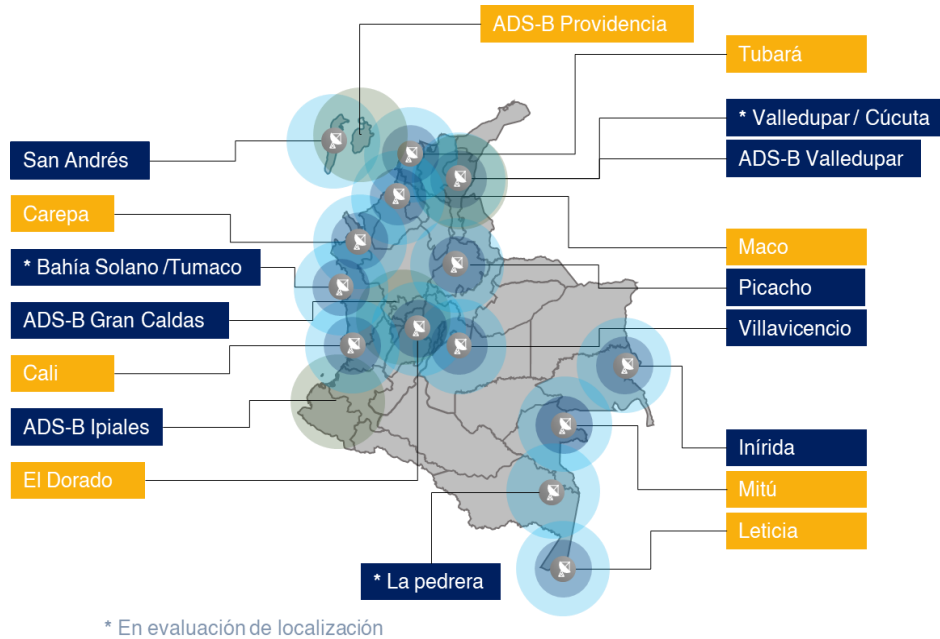 ADS-B Providencia
Tubará
* Valledupar / Cúcuta
ADS-B Valledupar
San Andrés
Carepa
* Bahía Solano /Tumaco
ADS-B Gran Caldas
Cali
ADS-B Ipiales
El Dorado
Maco
Picacho
Villavicencio
Inírida
Mitú
Leticia
* La pedrera
* En evaluación de localización